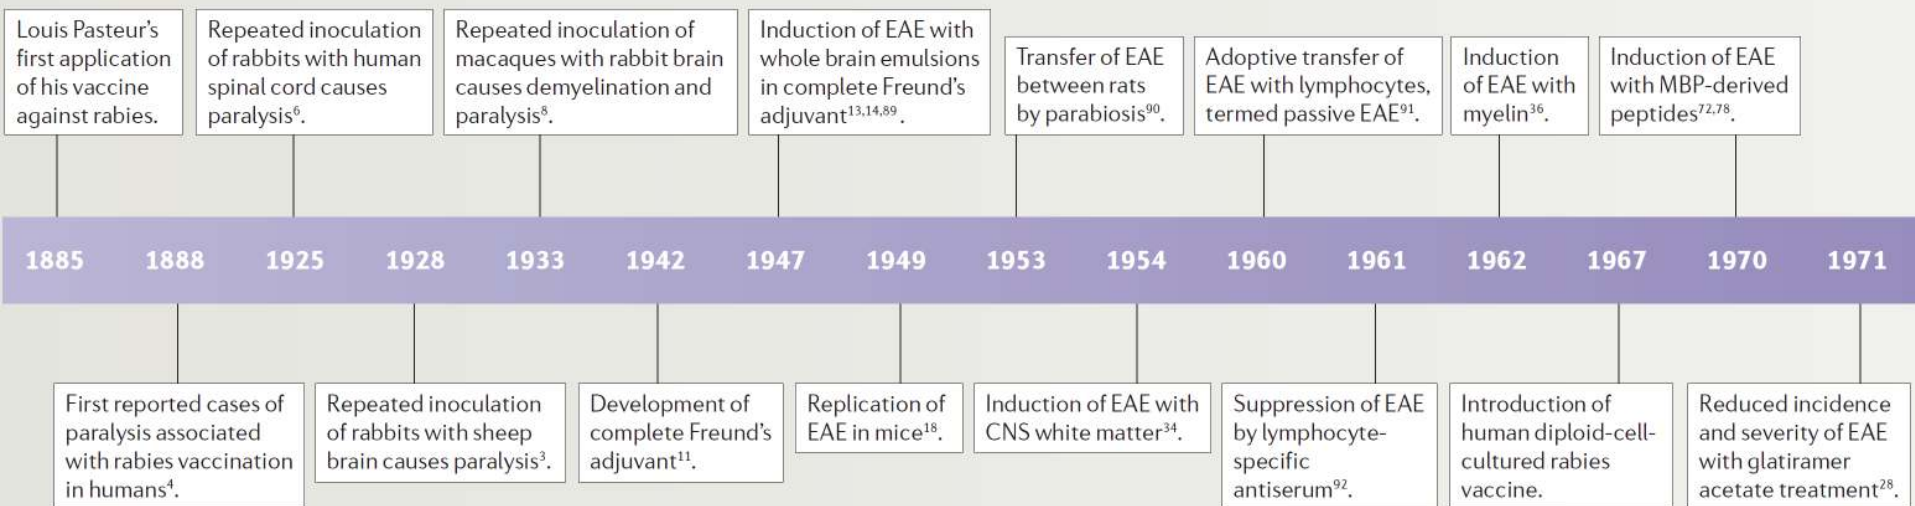 Louis Pasteur's
first application
of his vaccine
against rabies.
Repeated inoculation
of rabbits with human
spinal cord causes
paralysis⁶.
Repeated inoculation of
macaques with rabbit brain
causes demyelination and
paralysis⁸.
Induction of EAE with
whole brain emulsions
in complete Freund's
adjuvant¹³,¹⁴,⁸⁹.
Transfer of EAE
between rats
by parabiosis⁹⁰.
Adoptive transfer of
EAE with lymphocytes,
termed passive EAE⁹¹.
Induction
of EAE with
myelin³⁶.
Induction of EAE
with MBP-derived
peptides⁷²,⁷⁸.
1885 1888 1925 1928 1933 1942 1947 1949 1953 1954 1960 1961 1962 1967 1970 1971
First reported cases of
paralysis associated
with rabies vaccination
in humans⁴.
Repeated inoculation
of rabbits with sheep
brain causes paralysis³.
Development of
complete Freund's
adjuvant¹¹.
Replication of
EAE in mice¹⁸.
Induction of EAE with
CNS white matter³⁴.
Suppression of EAE
by lymphocyte-
specific
antiserum⁹².
Introduction of
human diploid-cell-
cultured rabies
vaccine.
Reduced incidence
and severity of EAE
with glatiramer
acetate treatment²⁸.